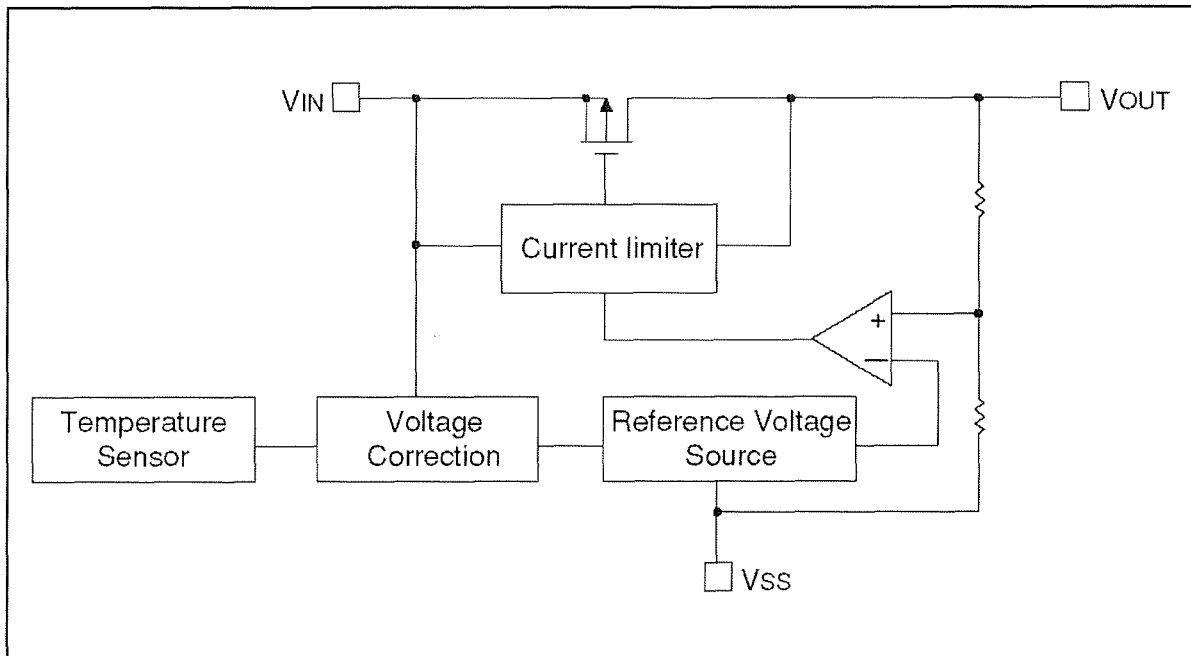 VIN
VOUT
Current limiter
+
−
Temperature
Sensor
Voltage
Correction
Reference Voltage
Source
VSS